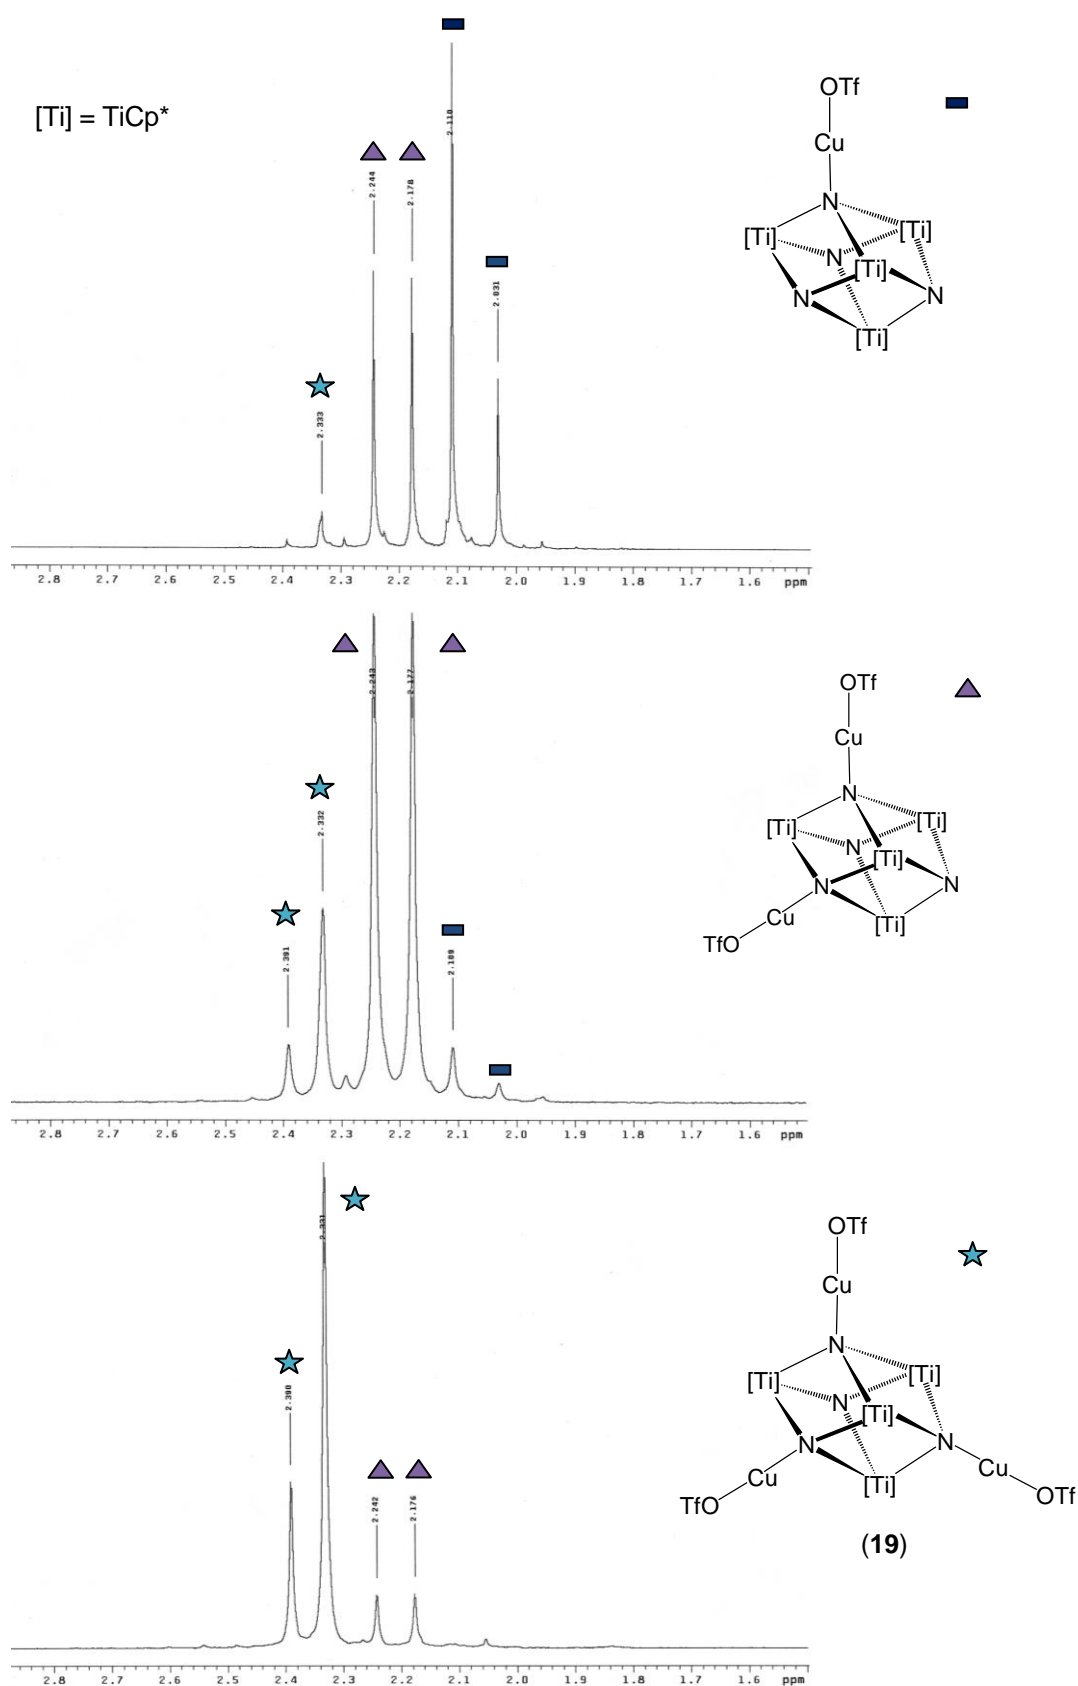 [Ti] = TiCp*
2.333
2.244
2.178
2.110
2.031
OTf
Cu
N
[Ti]
[Ti]
N
[Ti]
N
N
[Ti]
2.8 2.7 2.6 2.5 2.4 2.3 2.2 2.1 2.0 1.9 1.8 1.7 1.6 ppm
2.391
2.332
2.243
2.177
2.109
OTf
Cu
N
[Ti]
[Ti]
N
[Ti]
N
N
Cu
[Ti]
TfO
2.8 2.7 2.6 2.5 2.4 2.3 2.2 2.1 2.0 1.9 1.8 1.7 1.6 ppm
2.390
2.331
2.242
2.176
OTf
Cu
N
[Ti]
[Ti]
N
[Ti]
N
N
Cu
[Ti]
Cu
TfO
OTf
(19)
2.8 2.7 2.6 2.5 2.4 2.3 2.2 2.1 2.0 1.9 1.8 1.7 1.6 ppm